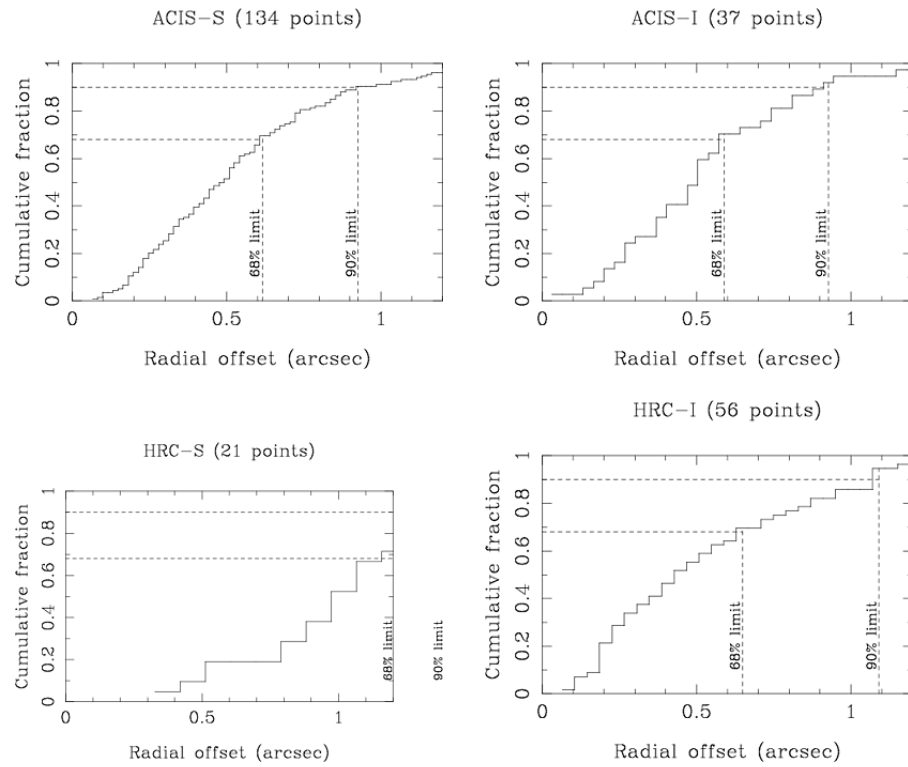 ACIS-S (134 points)
Cumulative fraction
1
0.8
0.6
0.4
0.2
0
68% limit
90% limit
0
0.5
1
Radial offset (arcsec)
ACIS-I (37 points)
Cumulative fraction
1
0.8
0.6
0.4
0.2
0
68% limit
90% limit
0
0.5
1
Radial offset (arcsec)
HRC-S (21 points)
Cumulative fraction
1
0.8
0.6
0.4
0.2
0
68% limit
90% limit
0
0.5
1
Radial offset (arcsec)
HRC-I (56 points)
Cumulative fraction
1
0.8
0.6
0.4
0.2
0
68% limit
90% limit
0
0.5
1
Radial offset (arcsec)